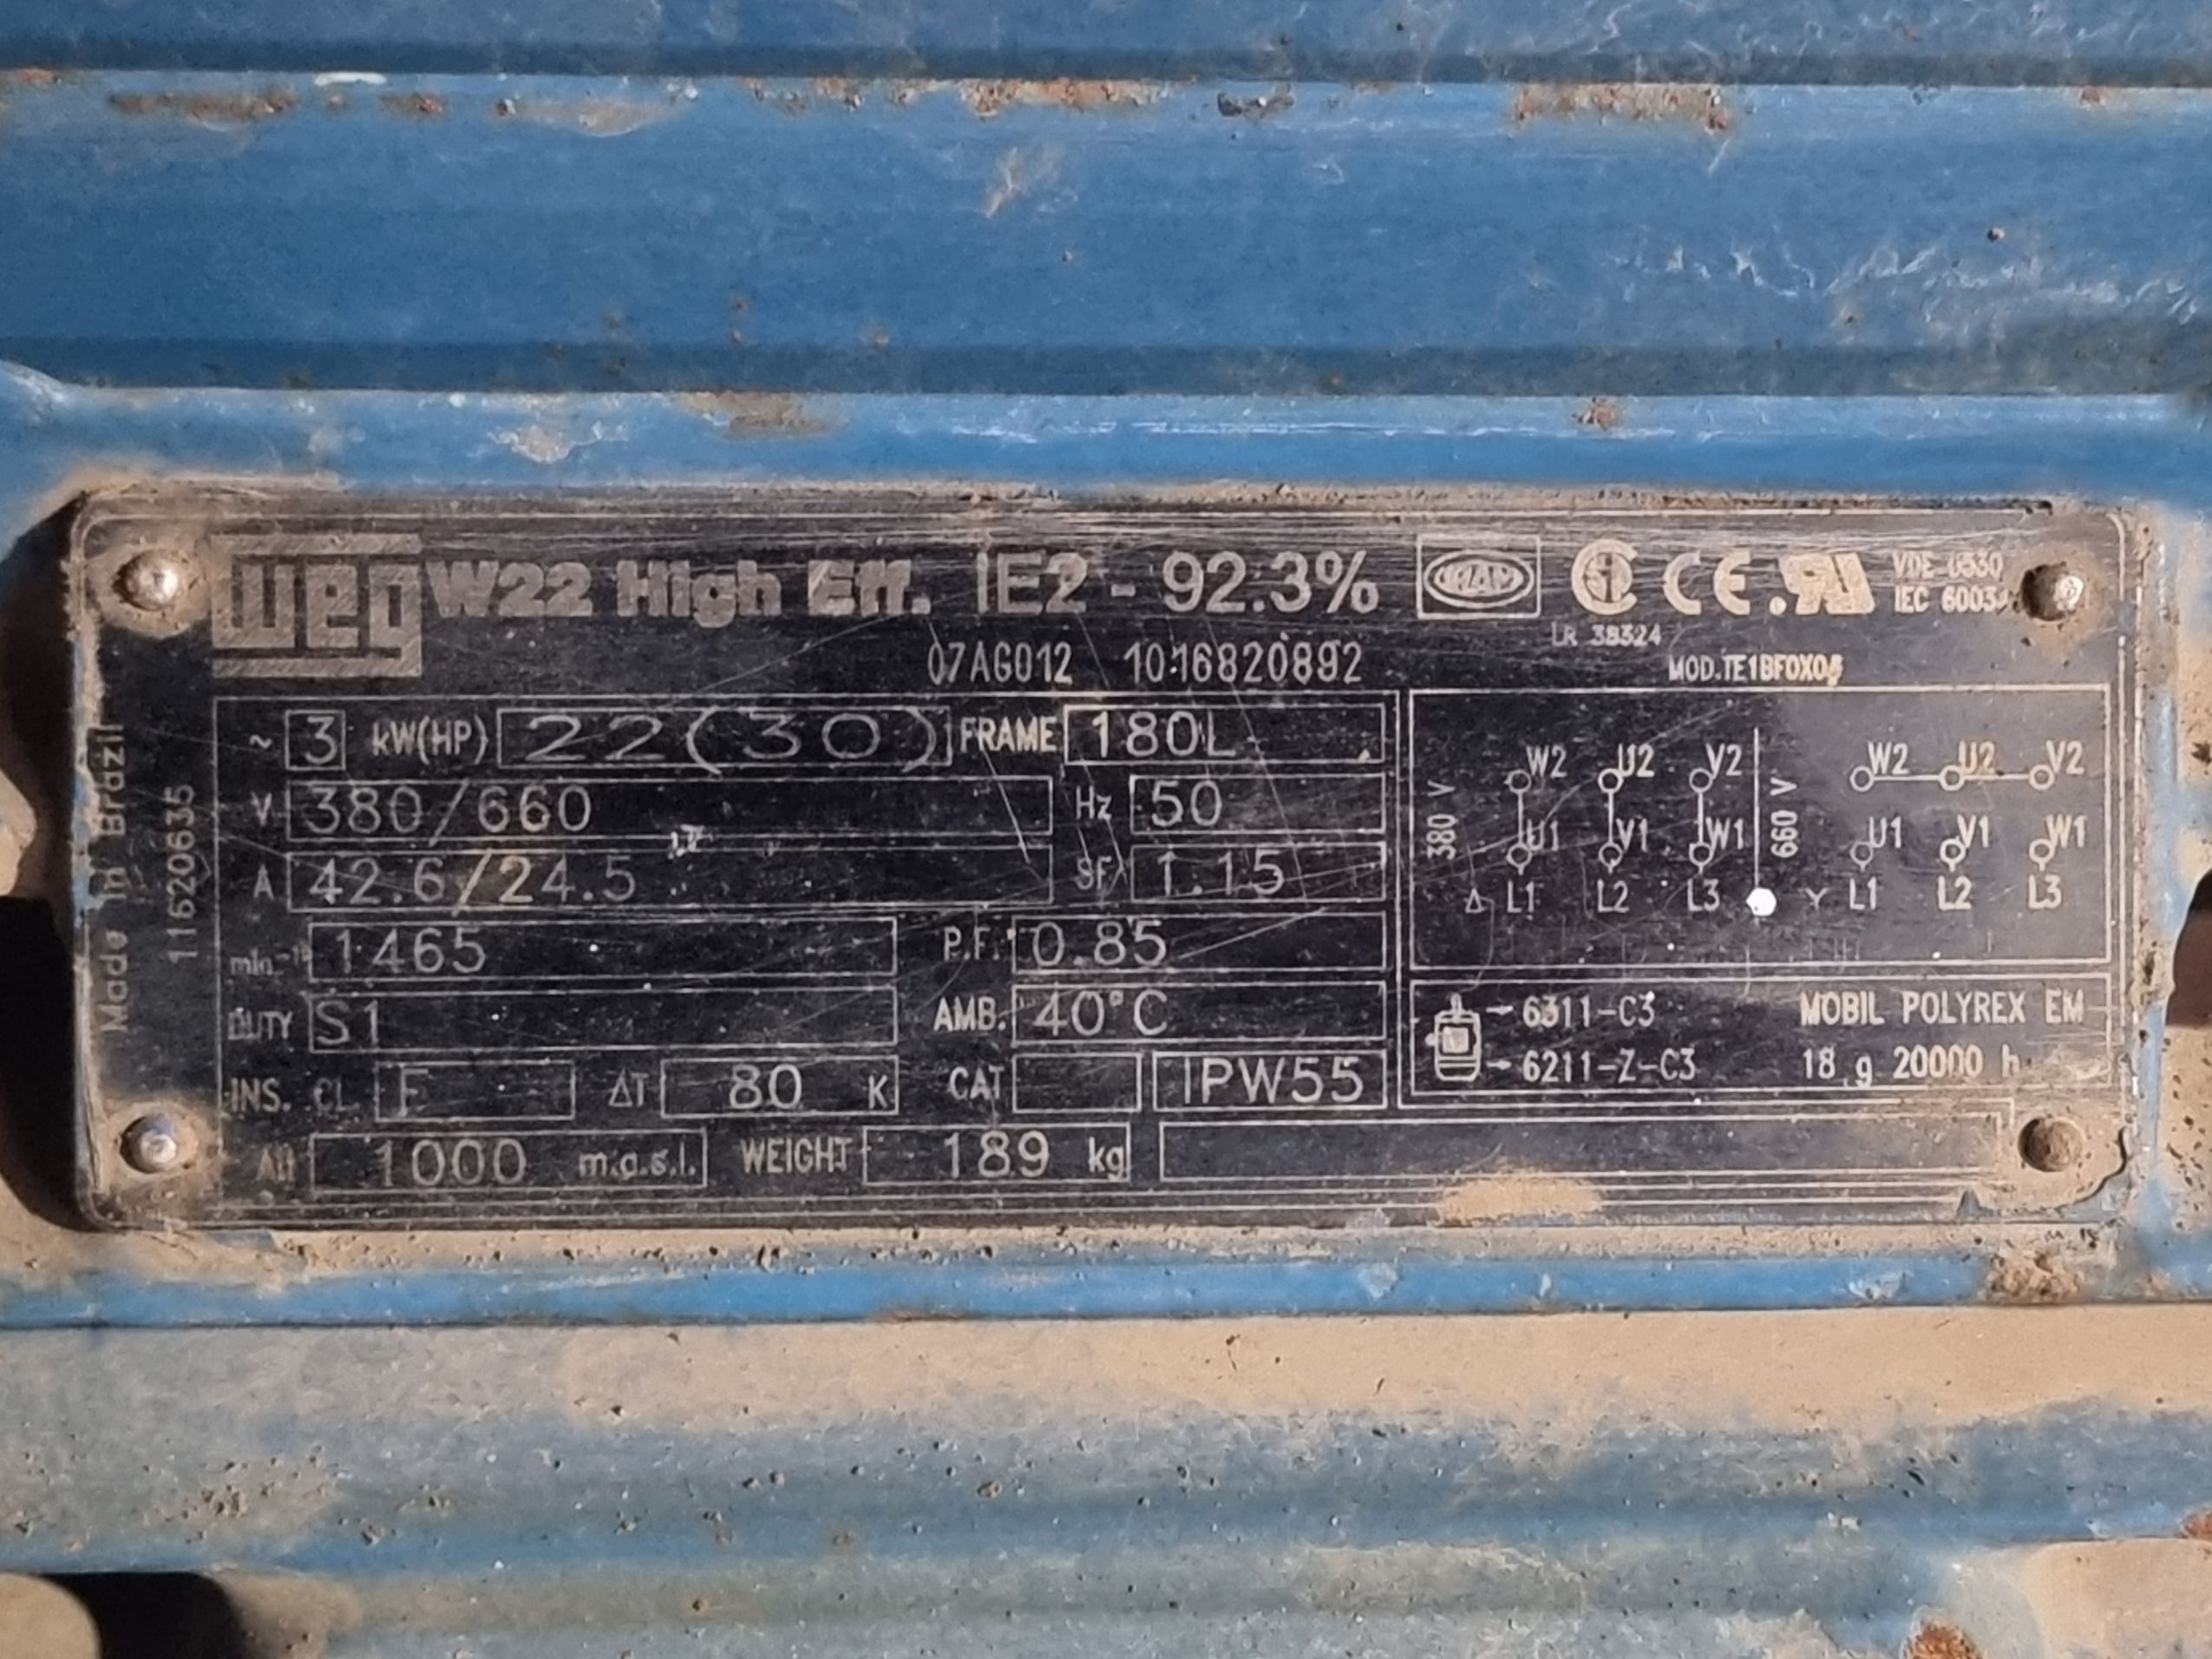 WEG W22 High Eff. IE2 - 92.3%
VDE 0530
IEC 6003
LR 38324
07AG012 1016820892
MOD.TE1BF0X0
Made in Brazil
11620635
~ 3 kW(HP) 22(30) FRAME 180L
V 380/660 Hz 50
A 42.6/24.5 SF 1.15
min.-1 1465 P.F. 0.85
DUTY S1 AMB. 40°C
INS. CL. F ΔT 80 K CAT IPW55
Alt 1000 m.a.s.l. WEIGHT 189 kg
380 V
W2 U2 V2
U1 V1 W1
Δ L1 L2 L3
660 V
W2 U2 V2
U1 V1 W1
Y L1 L2 L3
6311-C3 MOBIL POLYREX EM
6211-Z-C3 18 g 20000 h